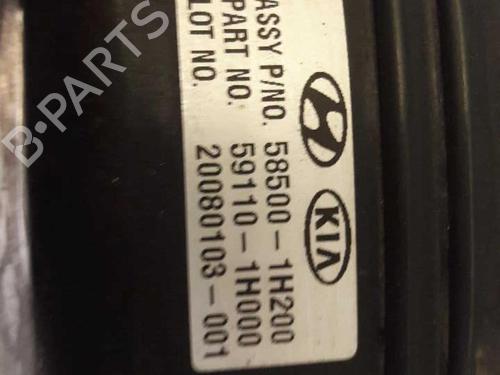 ASSY P/NO. 58500-1H200
PART NO. 59110-1H000
LOT NO. 20080103-001
KIA
B-PARTS